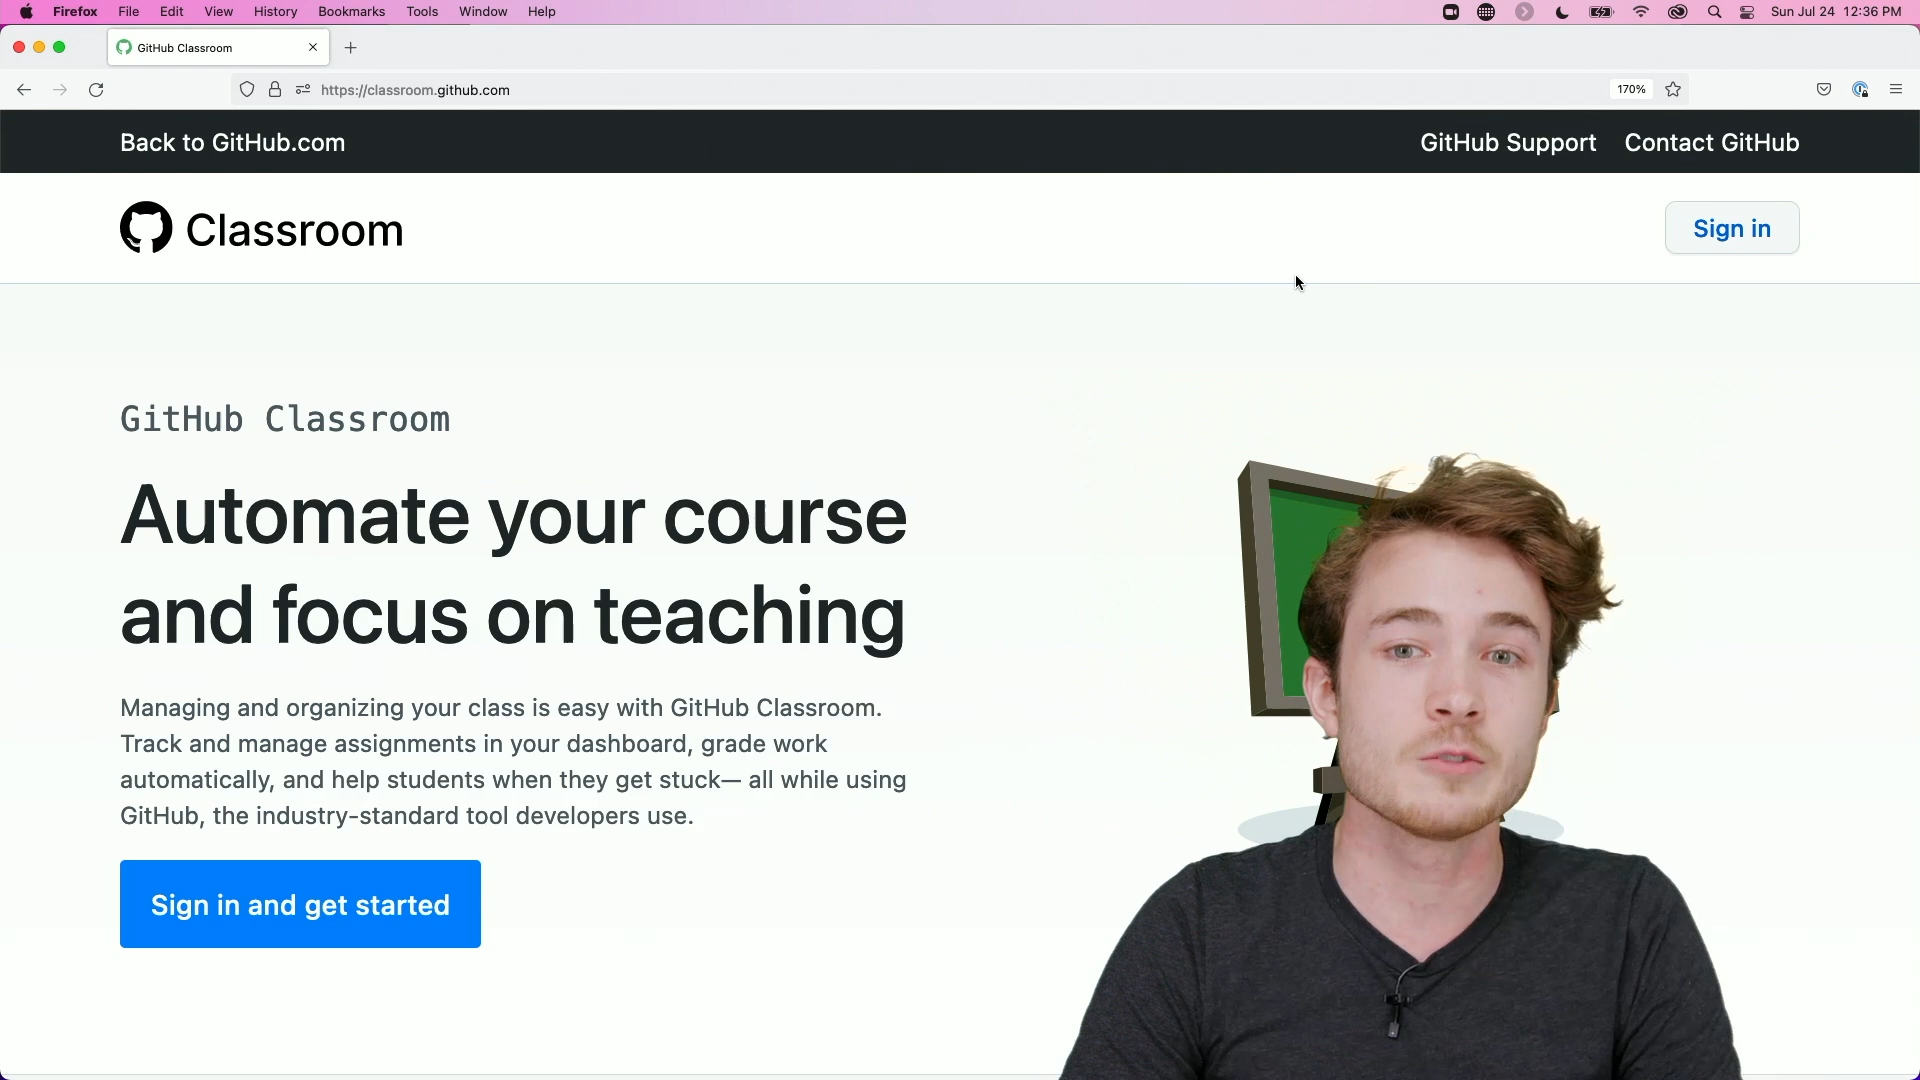 Firefox File Edit View History Bookmarks Tools Window Help Sun Jul 24 12:36 PM
GitHub Classroom
https://classroom.github.com 170%
Back to GitHub.com GitHub Support Contact GitHub
Classroom Sign in
GitHub Classroom
Automate your course
and focus on teaching
Managing and organizing your class is easy with GitHub Classroom.
Track and manage assignments in your dashboard, grade work
automatically, and help students when they get stuck— all while using
GitHub, the industry-standard tool developers use.
Sign in and get started